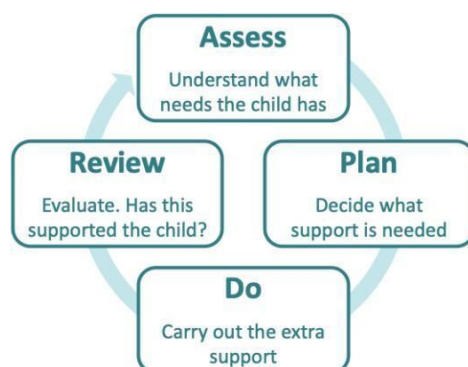 Assess
Understand what
needs the child has
Plan
Decide what
support is needed
Do
Carry out the extra
support
Review
Evaluate. Has this
supported the child?